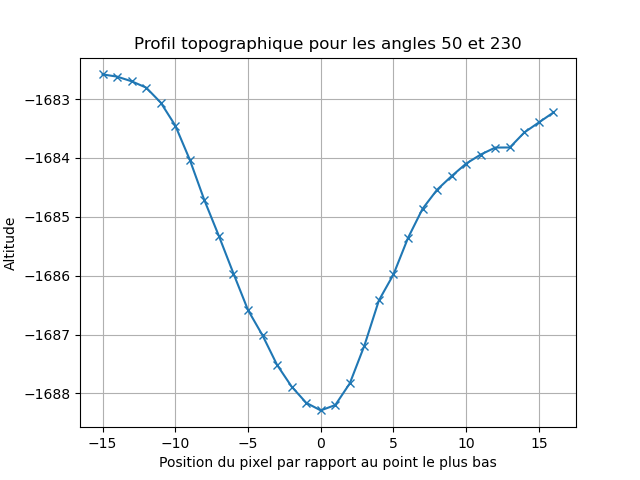 Profil topographique pour les angles 50 et 230
Altitude
−1683
−1684
−1685
−1686
−1687
−1688
−15 −10 −5 0 5 10 15
Position du pixel par rapport au point le plus bas